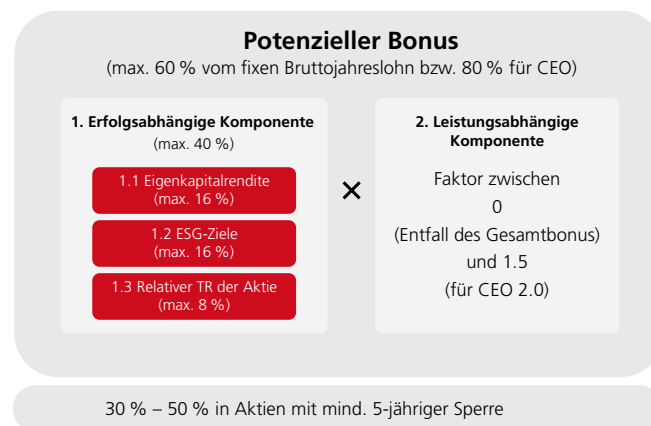 Potenzieller Bonus
(max. 60 % vom fixen Bruttojahreslohn bzw. 80 % für CEO)
1. Erfolgsabhängige Komponente
(max. 40 %)
1.1 Eigenkapitalrendite
(max. 16 %)
1.2 ESG-Ziele
(max. 16 %)
1.3 Relativer TR der Aktie
(max. 8 %)
×
2. Leistungsabhängige
Komponente
Faktor zwischen
0
(Entfall des Gesamtbonus)
und 1.5
(für CEO 2.0)
30 % – 50 % in Aktien mit mind. 5-jähriger Sperre